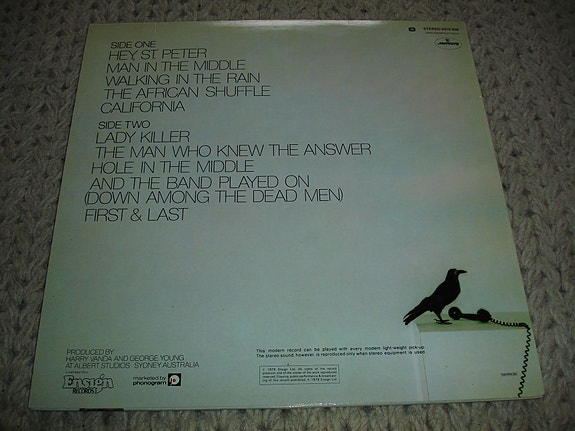 STEREO 6310 956
Mercury
SIDE ONE
HEY, ST PETER
MAN IN THE MIDDLE
WALKING IN THE RAIN
THE AFRICAN SHUFFLE
CALIFORNIA
SIDE TWO
LADY KILLER
THE MAN WHO KNEW THE ANSWER
HOLE IN THE MIDDLE
AND THE BAND PLAYED ON
(DOWN AMONG THE DEAD MEN)
FIRST & LAST
PRODUCED BY
HARRY VANDA AND GEORGE YOUNG
AT ALBERT STUDIOS SYDNEY AUSTRALIA
Ensign
RECORDS
marketed by
phonogram
This modern record can be played with every modern light-weight pick-up
The stereo sound, however, is reproduced only when stereo equipment is used